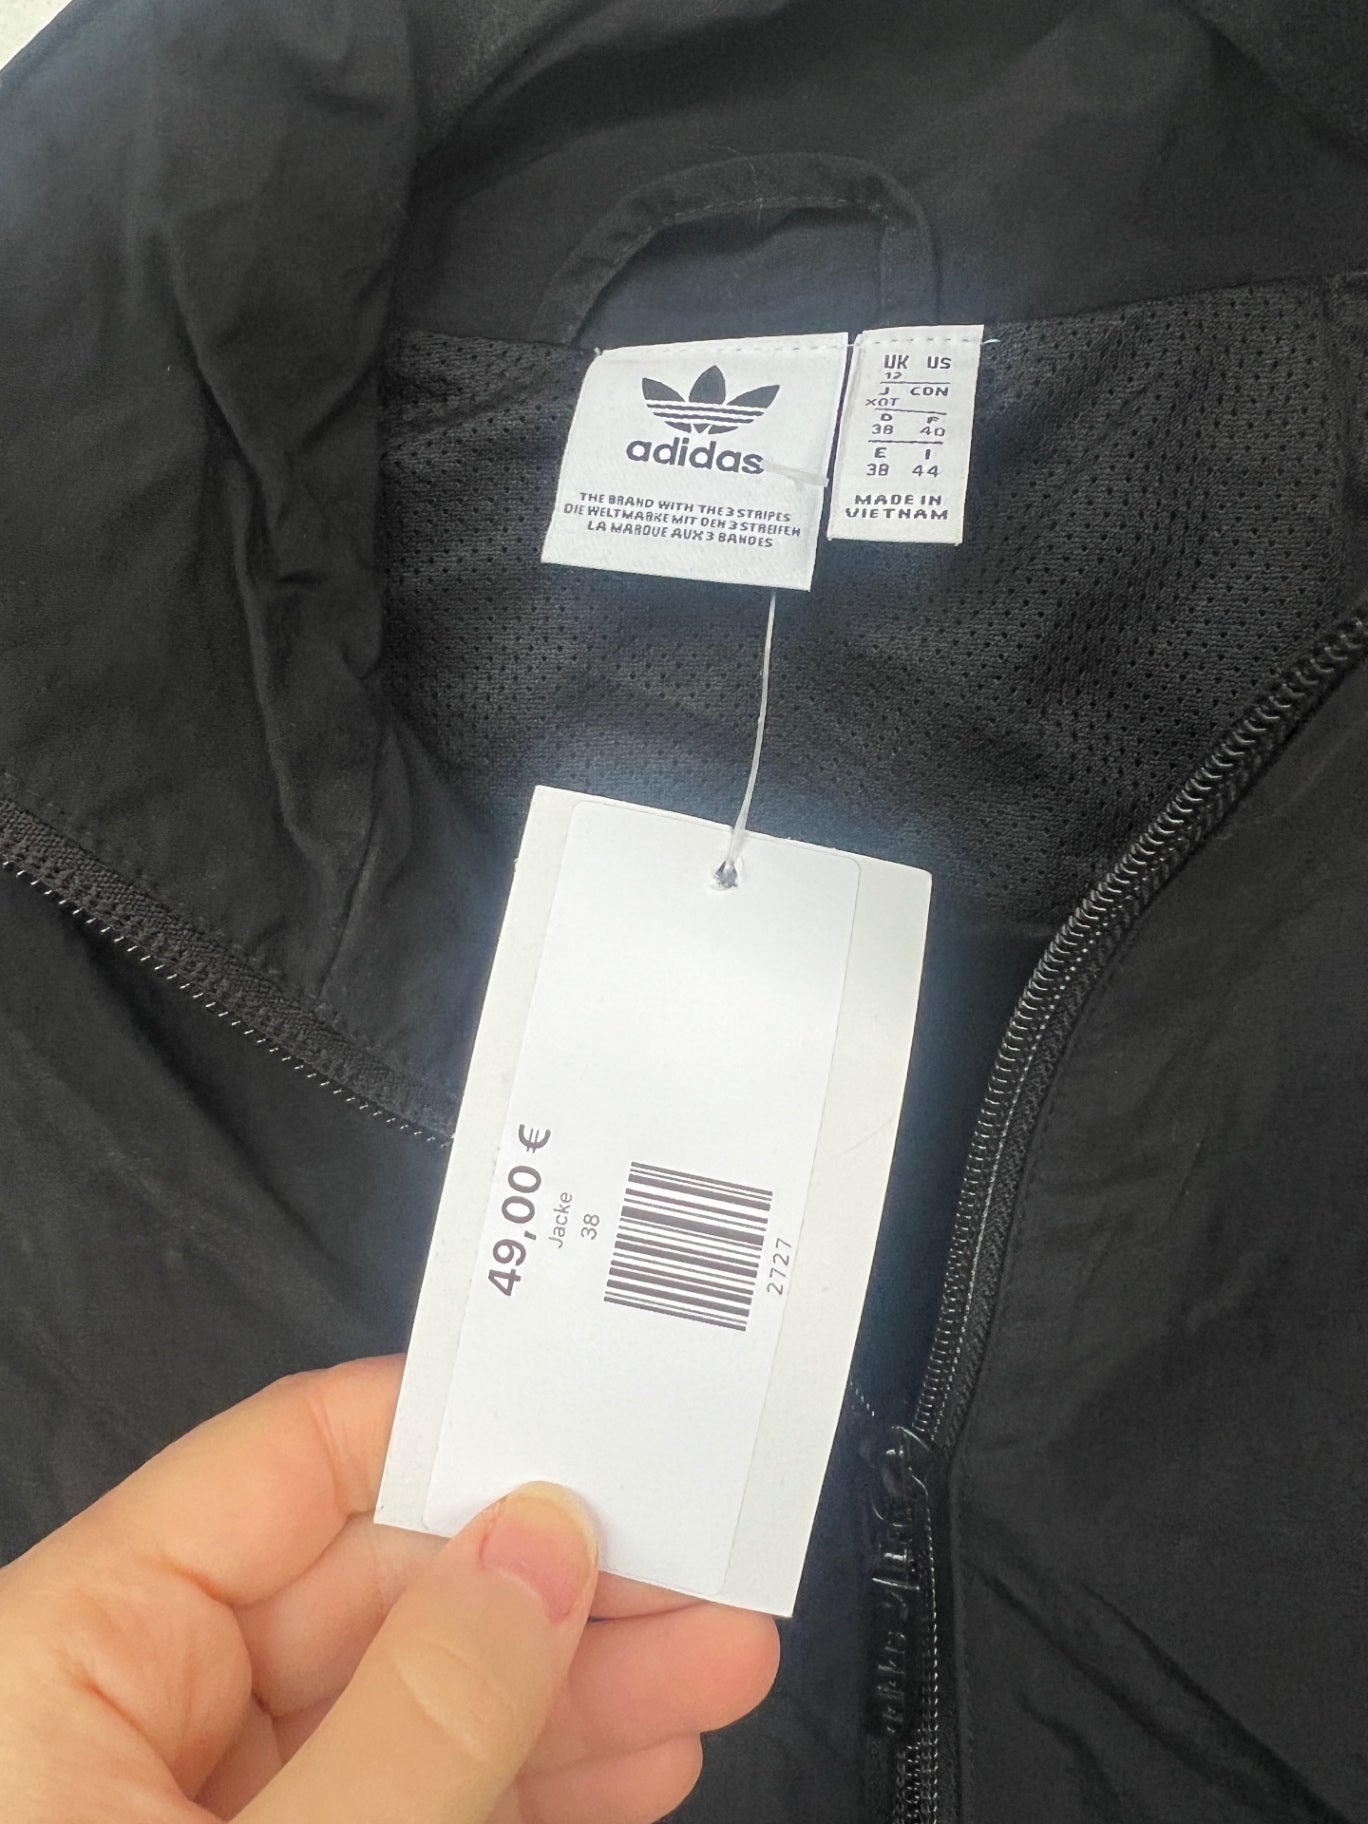 adidas
THE BRAND WITH THE 3 STRIPES
DIE WELTMARKE MIT DEN 3 STREIFEN
LA MARQUE AUX 3 BANDES
UK US
12
J CDN
XOT
D F
38 40
E I
38 44
MADE IN
VIETNAM
49,00 €
Jacke
38
2727